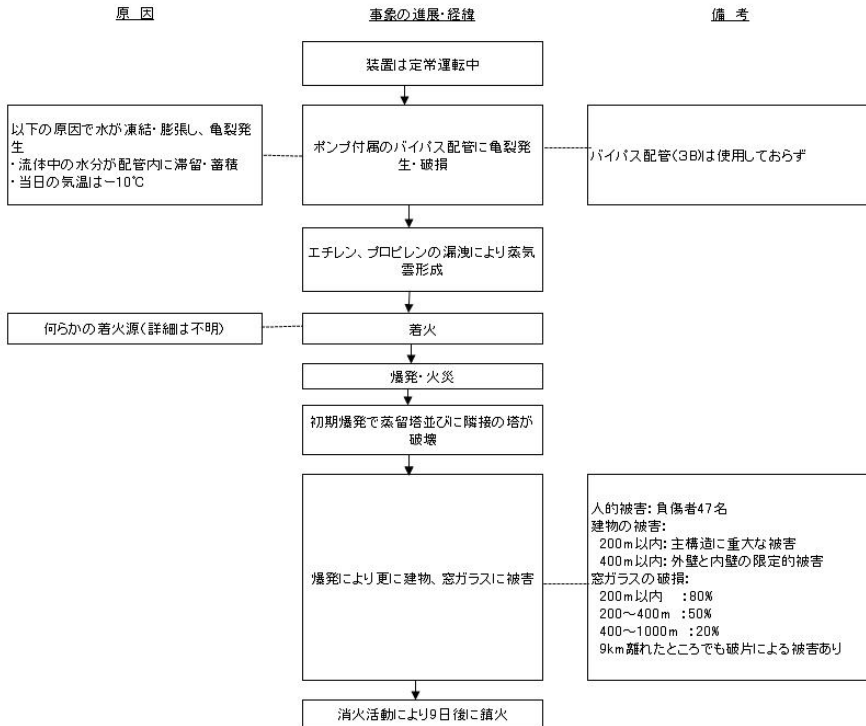 原 因
事象の進展・経緯
備 考
装置は定常運転中
以下の原因で水が凍結・膨張し、亀裂発
生
・流体中の水分が配管内に滞留・蓄積
・当日の気温は－10℃
ポンプ付属のバイパス配管に亀裂発
生・破損
バイパス配管(3B)は使用しておらず
エチレン、プロピレンの漏洩により蒸気
雲形成
何らかの着火源(詳細は不明)
着火
爆発・火災
初期爆発で蒸留塔並びに隣接の塔が
破壊
爆発により更に建物、窓ガラスに被害
人的被害：負傷者47名
建物の被害：
200m以内：主構造に重大な被害
400m以内：外壁と内壁の限定的被害
窓ガラスの破損：
200m以内 ：80%
200～400m ：50%
400～1000m ：20%
9km離れたところでも破片による被害あり
消火活動により9日後に鎮火